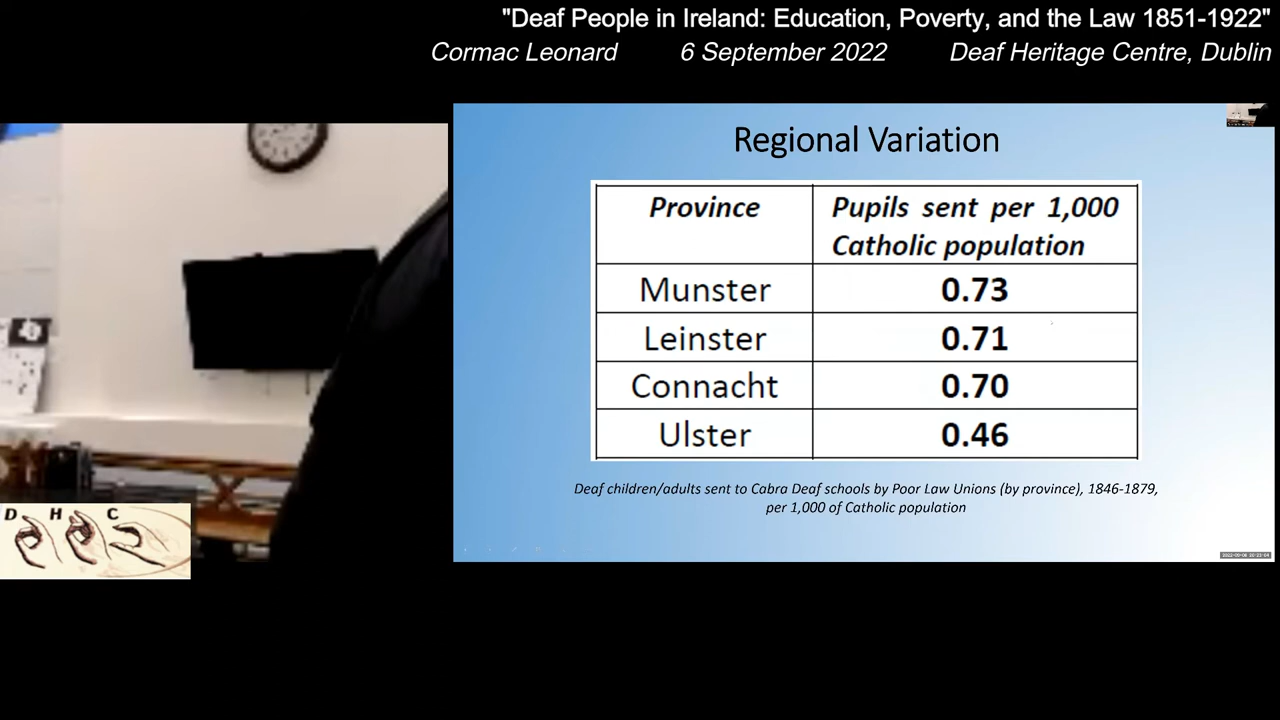 "Deaf People in Ireland: Education, Poverty, and the Law 1851-1922"
Cormac Leonard 6 September 2022 Deaf Heritage Centre, Dublin
Regional Variation
Province Pupils sent per 1,000
Catholic population
Munster 0.73
Leinster 0.71
Connacht 0.70
Ulster 0.46
Deaf children/adults sent to Cabra Deaf schools by Poor Law Unions (by province), 1846-1879,
per 1,000 of Catholic population
D H C